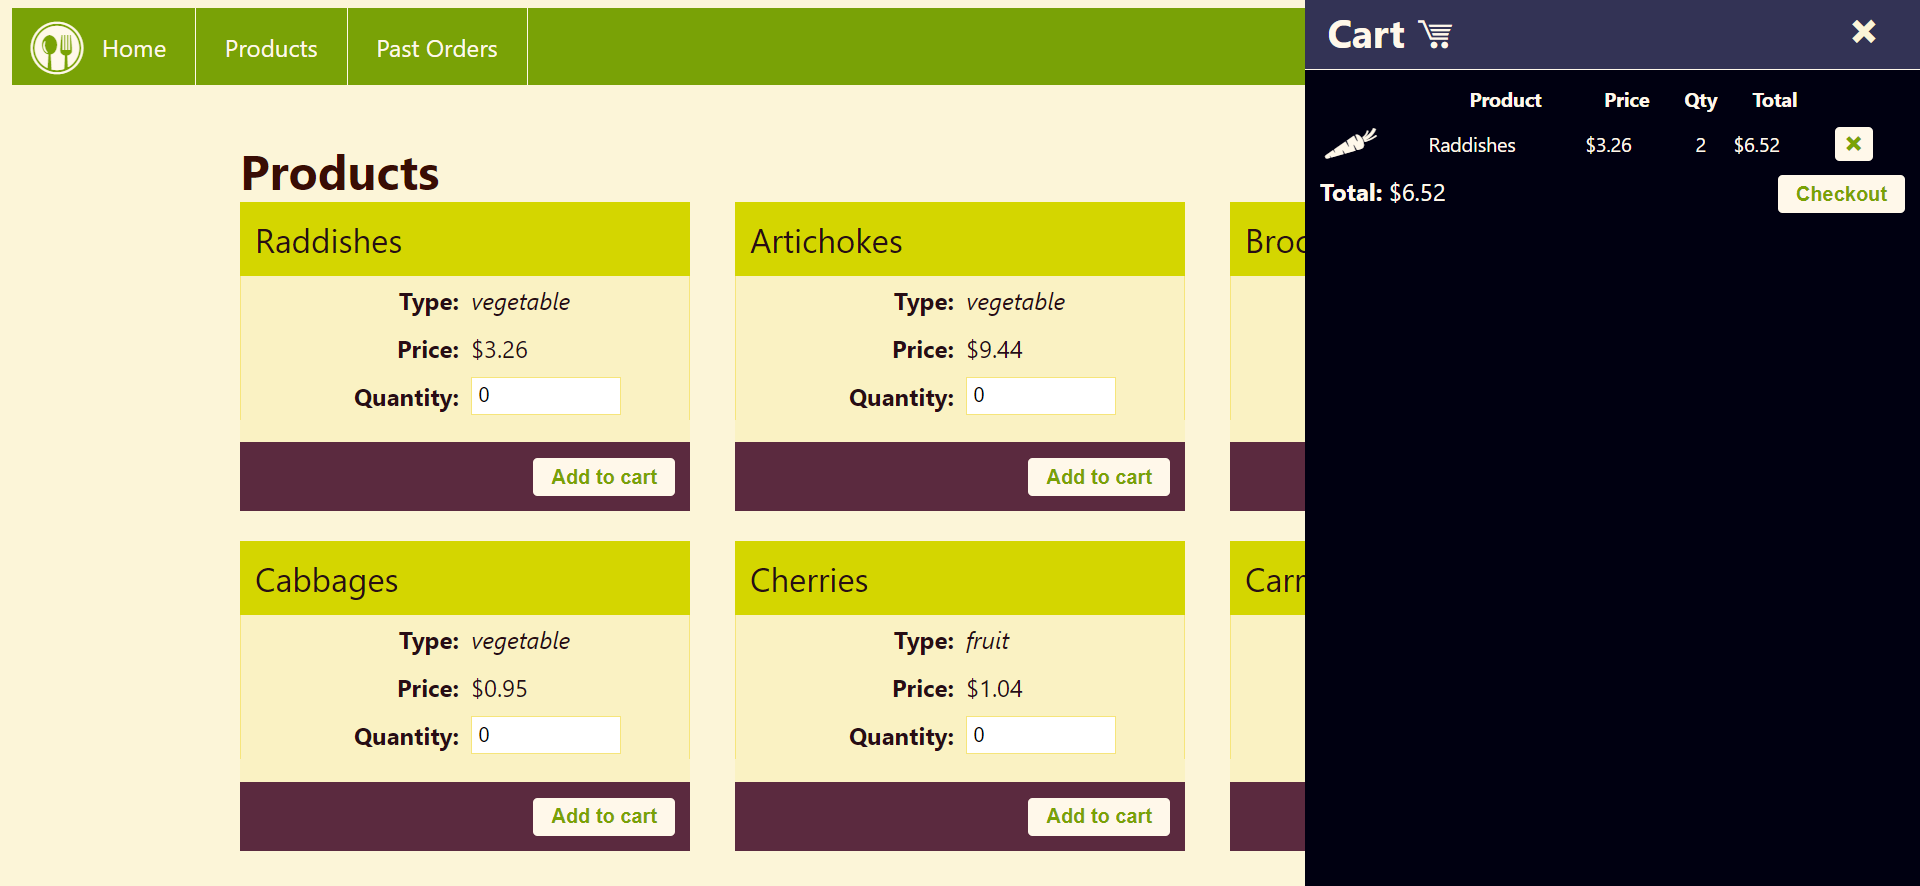 Home Products Past Orders
Products
Raddishes
Type: vegetable
Price: $3.26
Quantity: 0
Add to cart
Artichokes
Type: vegetable
Price: $9.44
Quantity: 0
Add to cart
Cabbages
Type: vegetable
Price: $0.95
Quantity: 0
Add to cart
Cherries
Type: fruit
Price: $1.04
Quantity: 0
Add to cart
Cart
Product Price Qty Total
Raddishes $3.26 2 $6.52
Total: $6.52
Checkout